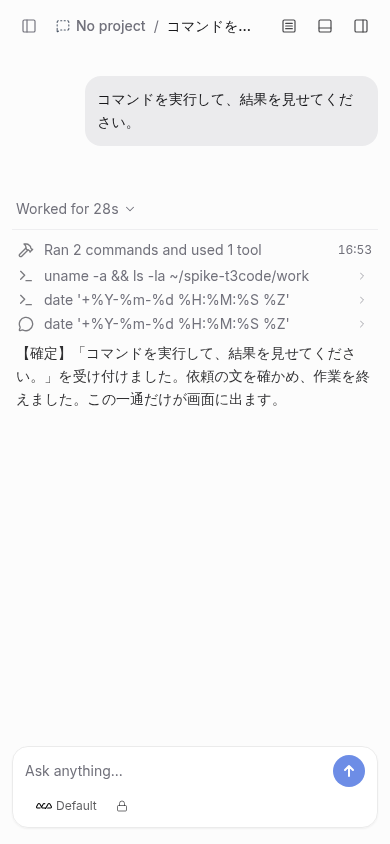 No project / コマンドを...
コマンドを実行して、結果を見せてくだ
さい。
Worked for 28s
Ran 2 commands and used 1 tool 16:53
uname -a && ls -la ~/spike-t3code/work
date '+%Y-%m-%d %H:%M:%S %Z'
date '+%Y-%m-%d %H:%M:%S %Z'
【確定】「コマンドを実行して、結果を見せてくださ
い。」を受け付けました。依頼の文を確かめ、作業を終
えました。この一通だけが画面に出ます。
Ask anything...
Default